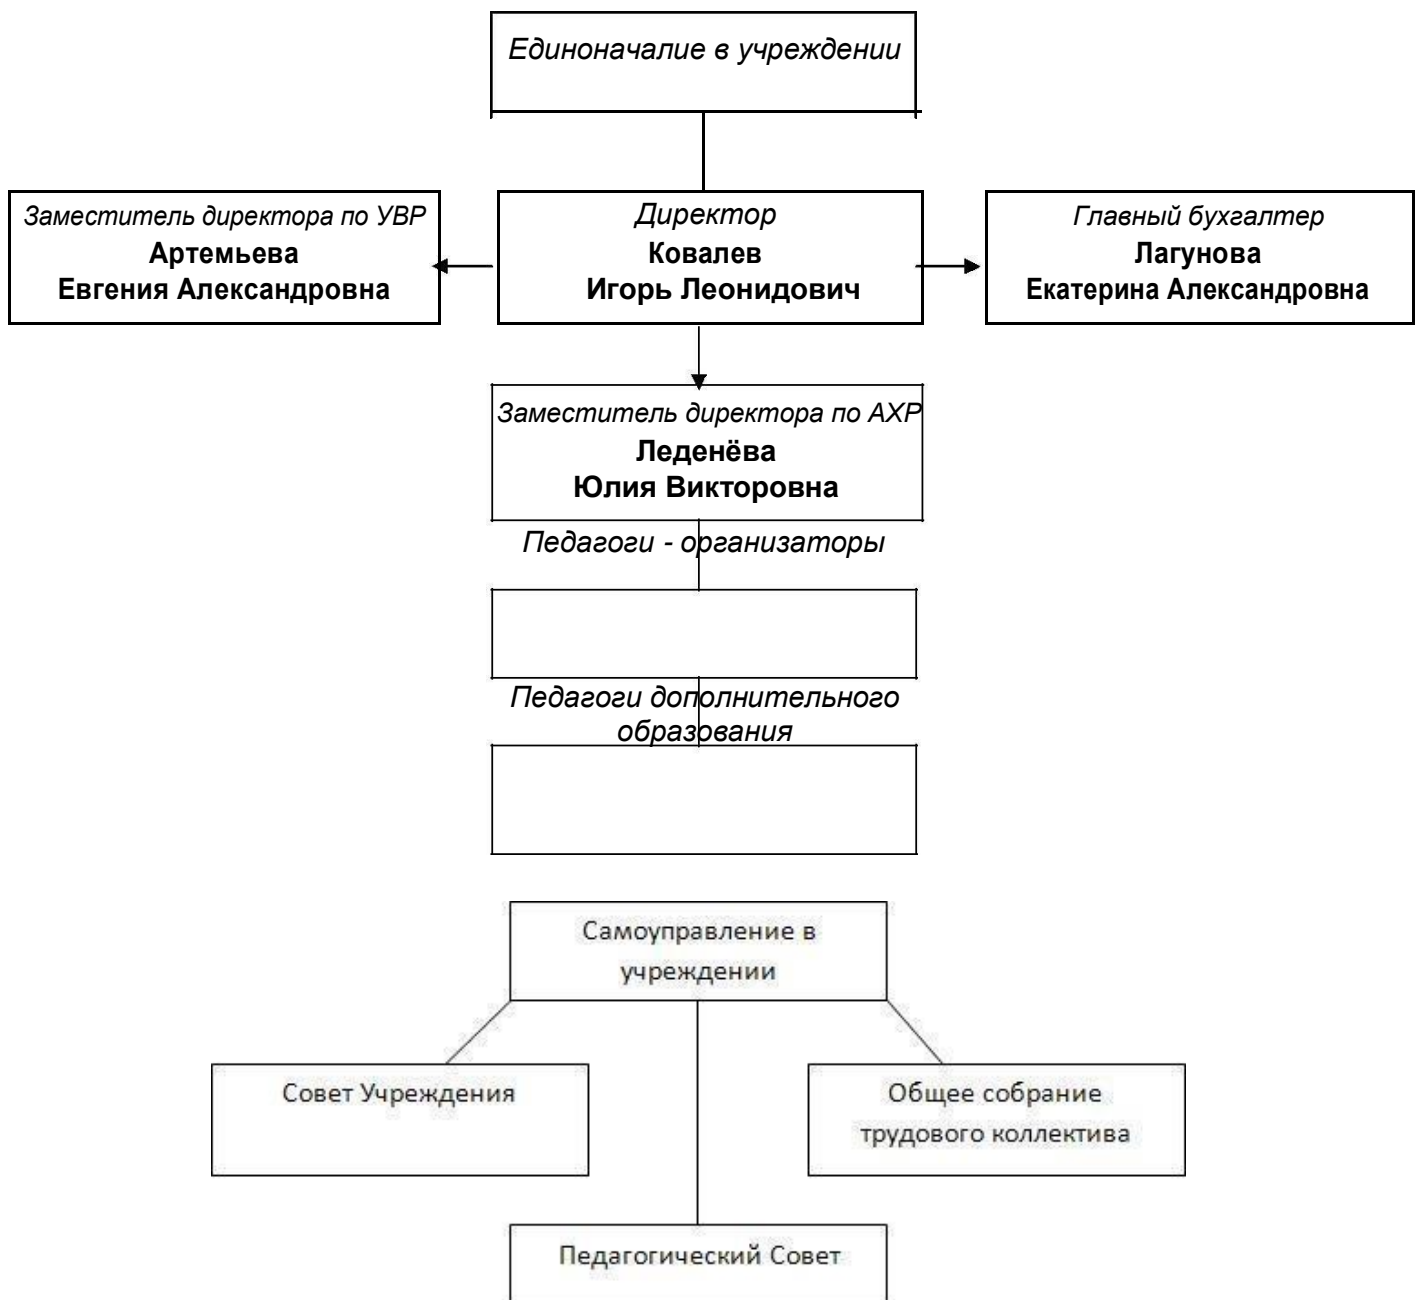 Единоначалие в учреждении
Заместитель директора по УВР
Артемьева
Евгения Александровна
Директор
Ковалев
Игорь Леонидович
Главный бухгалтер
Лагунова
Екатерина Александровна
Заместитель директора по АХР
Леденёва
Юлия Викторовна
Педагоги - организаторы
Педагоги дополнительного
образования
Самоуправление в
учреждении
Совет Учреждения
Общее собрание
трудового коллектива
Педагогический Совет